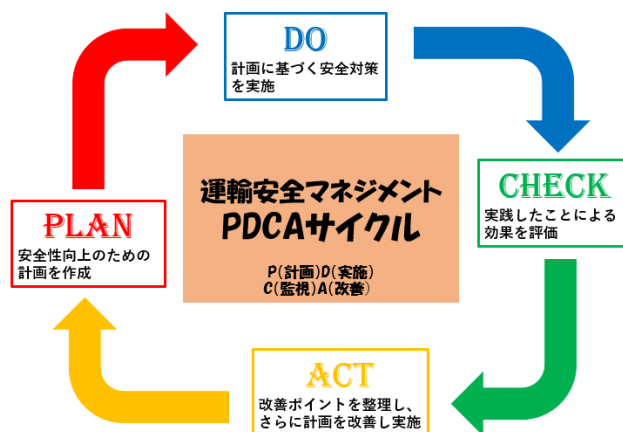 DO
計画に基づく安全対策
を実施
運輸安全マネジメント
PDCAサイクル
P(計画)D(実施)
C(監視)A(改善)
CHECK
実践したことによる
効果を評価
PLAN
安全性向上のための
計画を作成
ACT
改善ポイントを整理し、
さらに計画を改善し実施